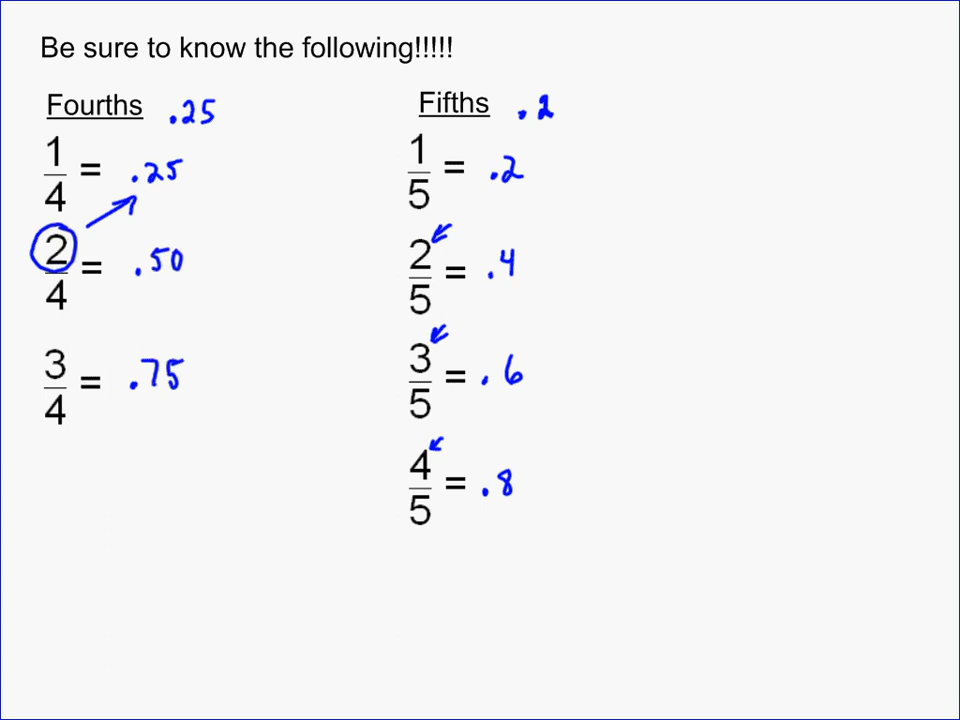 Be sure to know the following!!!!!
Fourths .25
1/4 = .25
2/4 = .50
3/4 = .75
Fifths .2
1/5 = .2
2/5 = .4
3/5 = .6
4/5 = .8